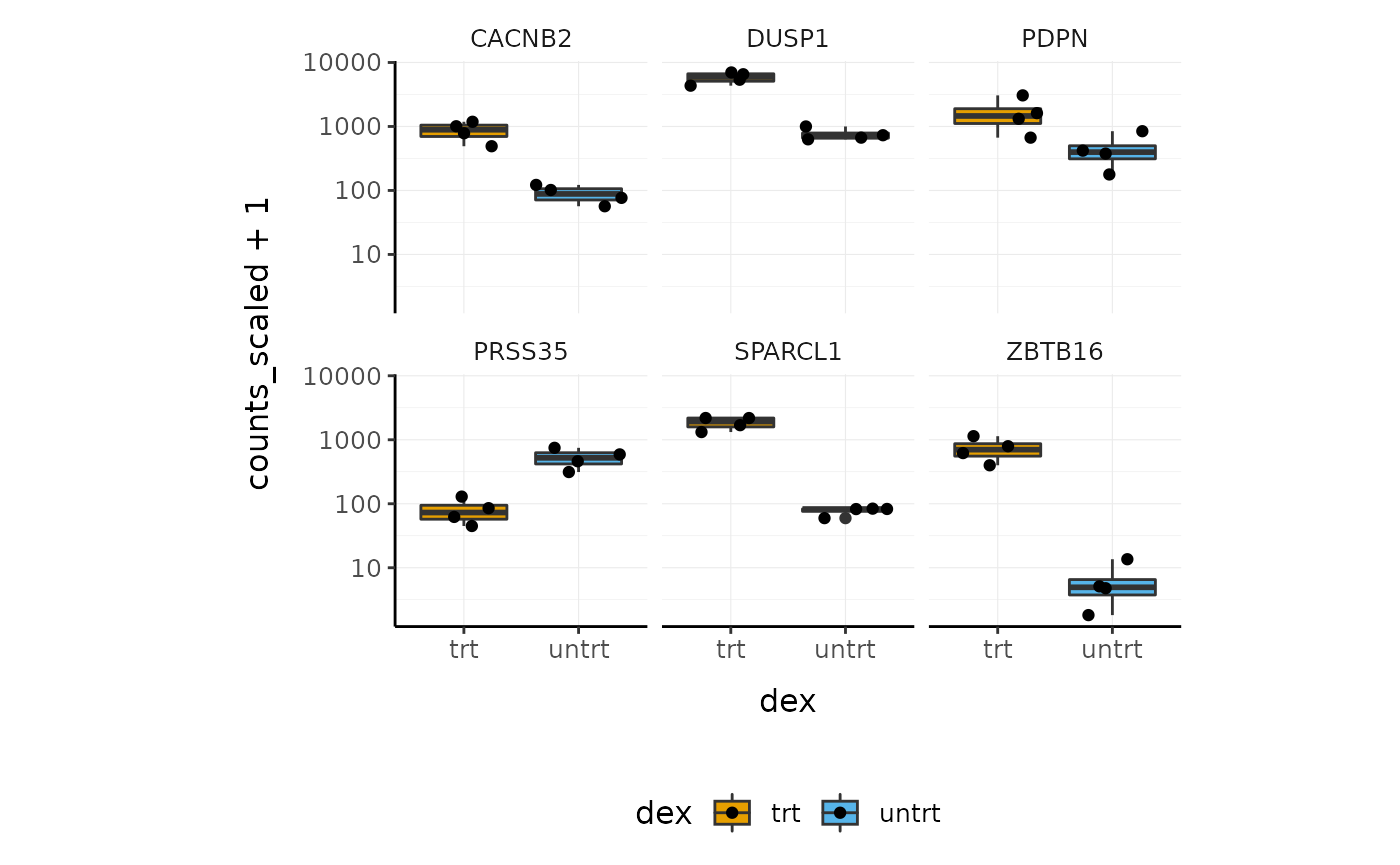 CACNB2 DUSP1 PDPN
10000
1000
100
10
PRSS35 SPARCL1 ZBTB16
10000
1000
100
10
counts_scaled + 1
trt untrt trt untrt trt untrt
dex
dex trt untrt